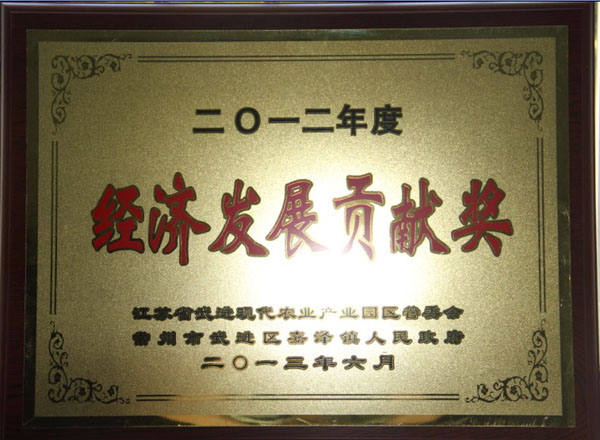 二〇一二年度
经济发展贡献奖
江苏省武进现代农业产业园区管委会
常州市武进区嘉泽镇人民政府
二〇一三年六月